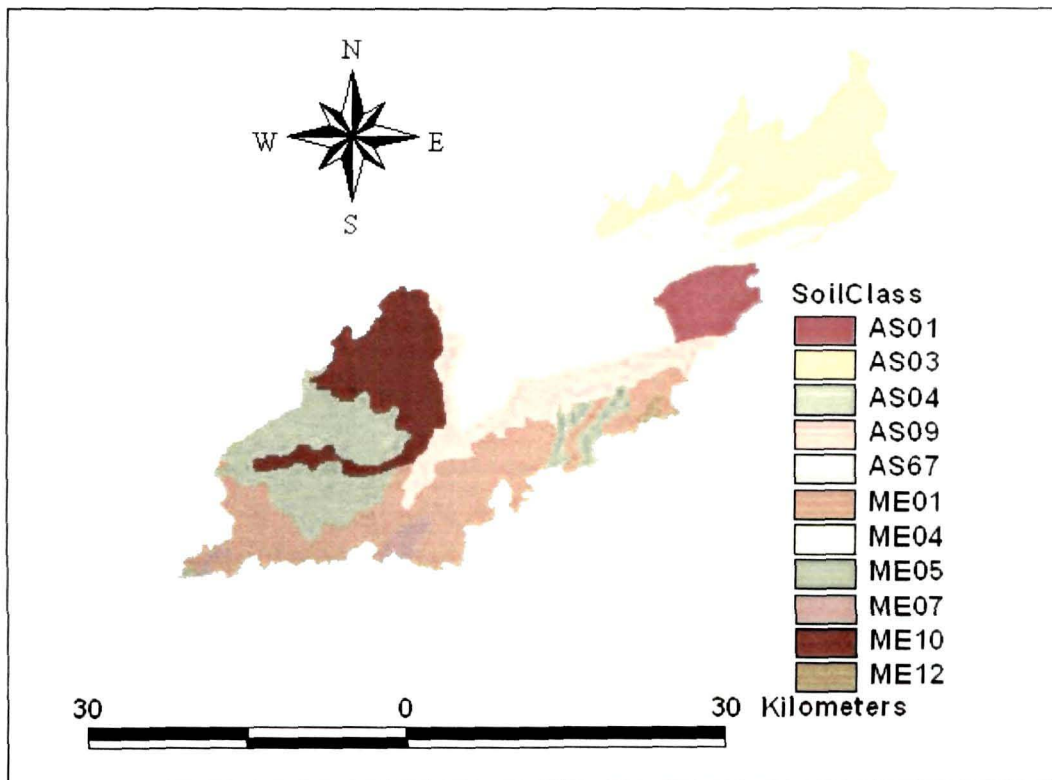 N
W E
S
SoilClass
AS01
AS03
AS04
AS09
AS67
ME01
ME04
ME05
ME07
ME10
ME12
30 0 30 Kilometers